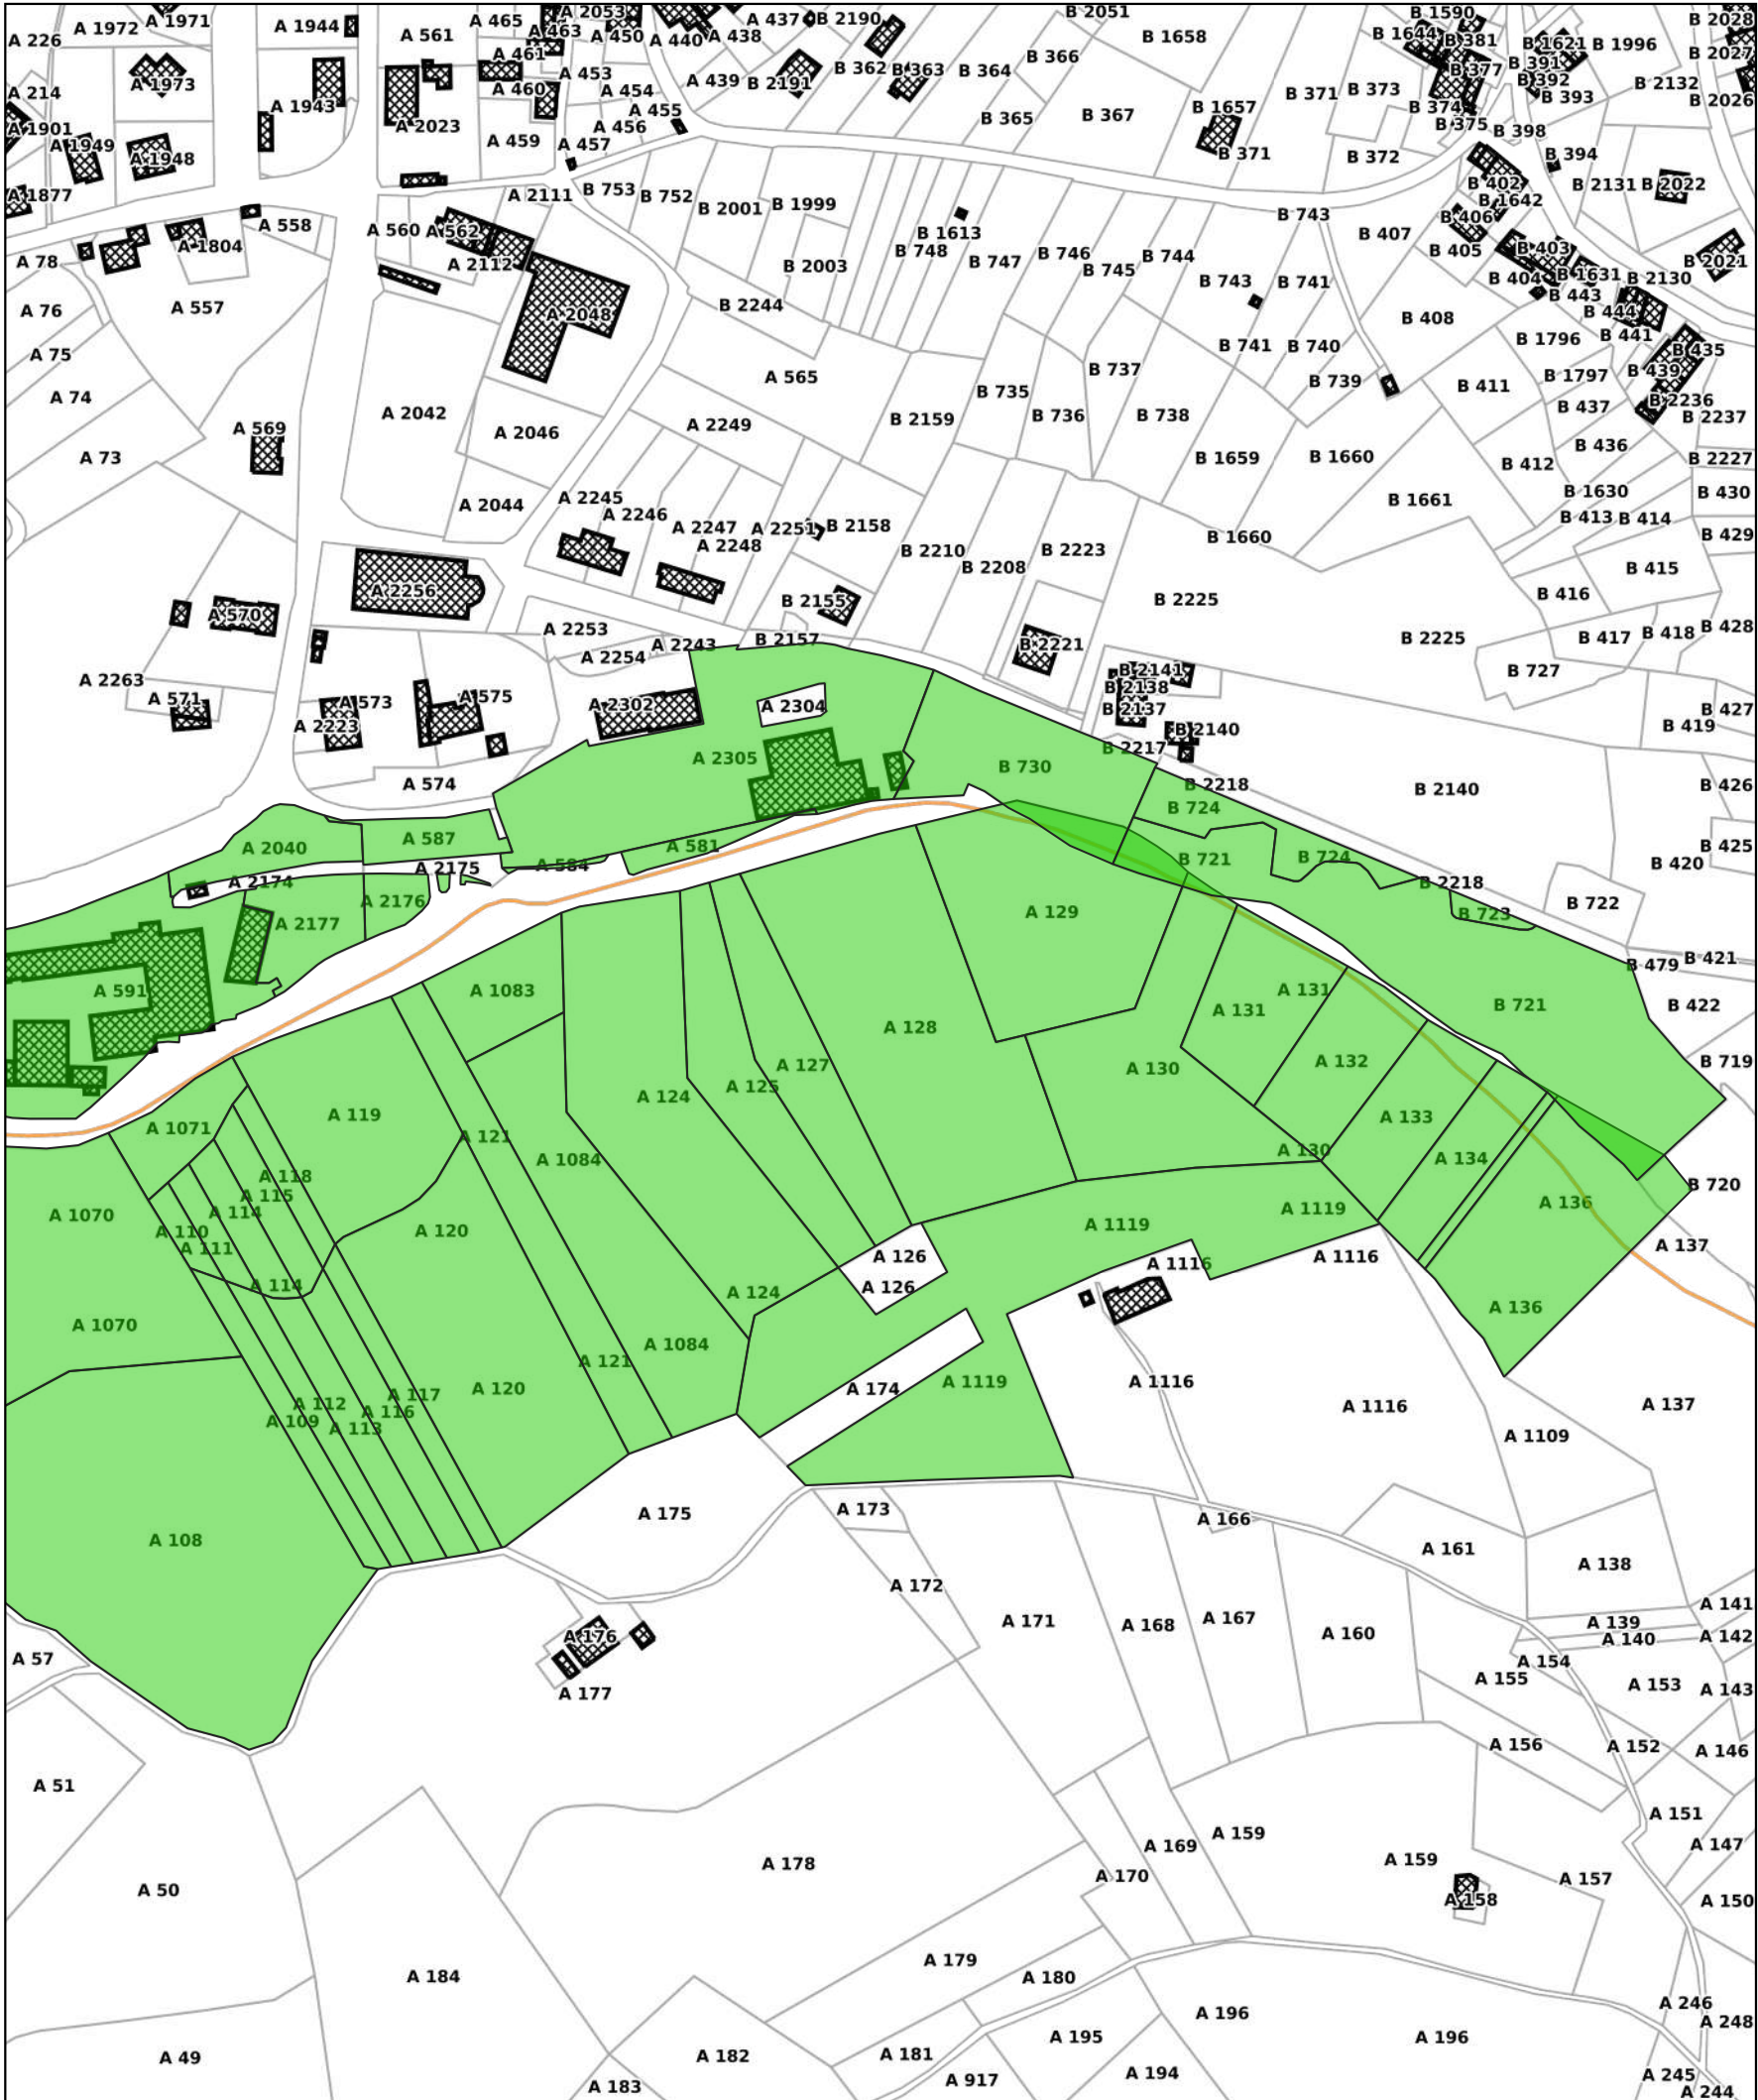 A 1972
A 1971
A 226
A 1944
A 465
A 2053
A 463
A 561
A 450
A 440
A 438
A 437
B 2190
B 2051
B 1658
B 1590
B 1644
B 381
B 1621
B 1996
B 2028
B 2027
A 461
A 453
A 460
A 454
A 455
A 456
A 439
B 2191
B 362
B 363
B 364
B 366
B 391
B 377
B 392
B 393
B 2132
B 2026
A 214
A 1973
A 1943
A 2023
A 1901
A 1949
A 1948
A 459
A 457
B 365
B 367
B 1657
B 371
B 371
B 373
B 374
B 375
B 398
B 372
B 394
A 1877
A 2111
B 753
B 752
B 2001
B 1999
B 402
B 1642
B 2131
B 2022
A 558
A 560
A 562
A 1804
A 78
A 2112
B 1613
B 748
B 747
B 746
B 745
B 744
B 743
B 743
B 407
B 406
B 405
B 403
B 404
B 1631
B 2130
B 2021
B 2003
A 76
A 557
A 2048
B 2244
B 741
B 443
B 444
B 408
B 441
A 75
A 565
B 741
B 740
B 1796
B 435
A 74
B 735
B 737
B 739
B 411
B 1797
B 439
B 2236
A 2042
A 2046
A 2249
B 2159
B 736
B 738
B 437
B 2237
A 569
A 73
B 1659
B 1660
B 412
B 436
B 2227
A 2044
A 2245
A 2246
A 2247
A 2251
A 2248
B 2158
B 1661
B 1630
B 430
B 413
B 414
B 1660
B 429
B 2210
B 2208
B 2223
B 415
A 2256
A 570
B 2155
B 2225
B 416
A 2253
A 2254
A 2243
B 2157
B 2221
B 2225
B 417
B 418
B 428
A 2263
A 571
A 573
A 575
A 2223
A 2302
A 2304
B 2141
B 2138
B 2137
B 2140
B 727
B 427
B 419
A 574
A 2305
B 730
B 2217
B 2218
B 2140
B 426
B 724
A 587
A 2040
A 581
A 584
A 2175
A 2174
B 721
B 724
B 2218
B 425
B 420
A 2176
A 2177
A 129
B 723
B 722
A 591
A 1083
A 128
A 131
A 131
B 479
B 421
B 721
B 422
A 127
A 125
A 124
A 130
A 132
B 719
A 1071
A 119
A 121
A 1084
A 133
A 130
A 134
A 118
A 115
A 114
A 1070
A 110
A 111
A 120
A 1119
A 1119
A 136
B 720
A 137
A 126
A 126
A 1116
A 1116
A 114
A 124
A 136
A 1070
A 1084
A 121
A 120
A 174
A 1119
A 1116
A 1116
A 137
A 112
A 117
A 116
A 109
A 113
A 1109
A 108
A 175
A 173
A 166
A 161
A 138
A 172
A 171
A 168
A 167
A 160
A 141
A 139
A 140
A 142
A 57
A 176
A 177
A 154
A 155
A 153
A 143
A 156
A 152
A 146
A 51
A 151
A 50
A 178
A 169
A 159
A 159
A 147
A 170
A 157
A 158
A 150
A 184
A 179
A 180
A 196
A 246
A 248
A 49
A 182
A 181
A 195
A 196
A 183
A 917
A 194
A 245
A 244